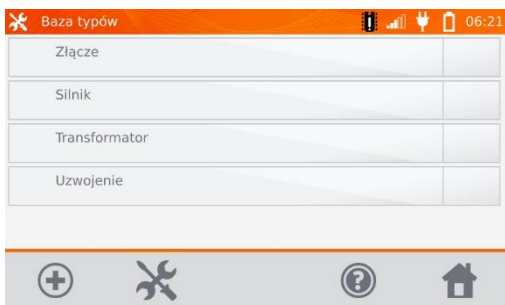 Baza typów 06:21
Złącze
Silnik
Transformator
Uzwojenie